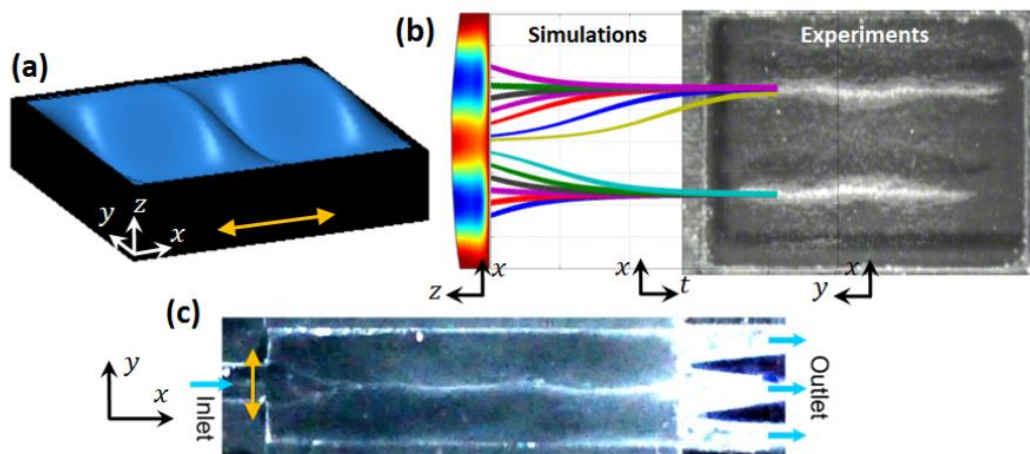 (a)
z
y
x
(b)
Simulations
Experiments
x
z
x
t
x
y
(c)
y
x
Inlet
Outlet